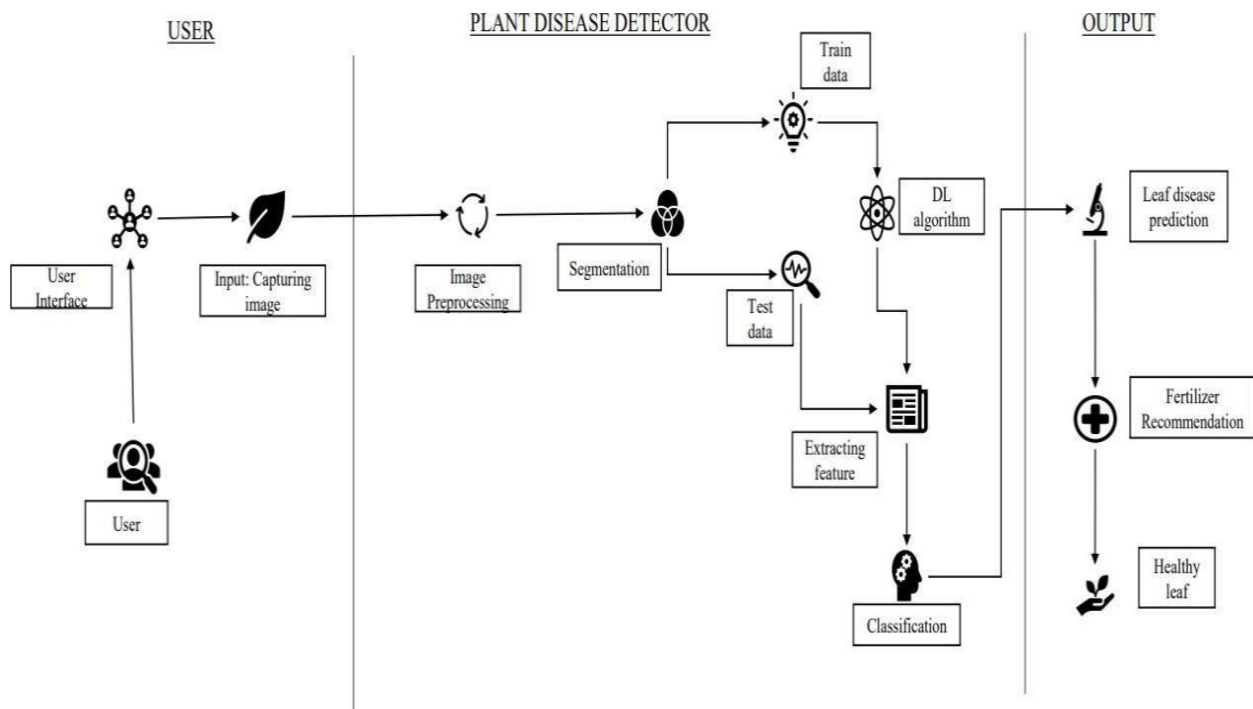 USER
PLANT DISEASE DETECTOR
OUTPUT
Train
data
User
Interface
Input: Capturing
image
Image
Preprocessing
Segmentation
DL
algorithm
Test
data
Extracting
feature
Classification
User
Leaf disease
prediction
Fertilizer
Recommendation
Healthy
leaf